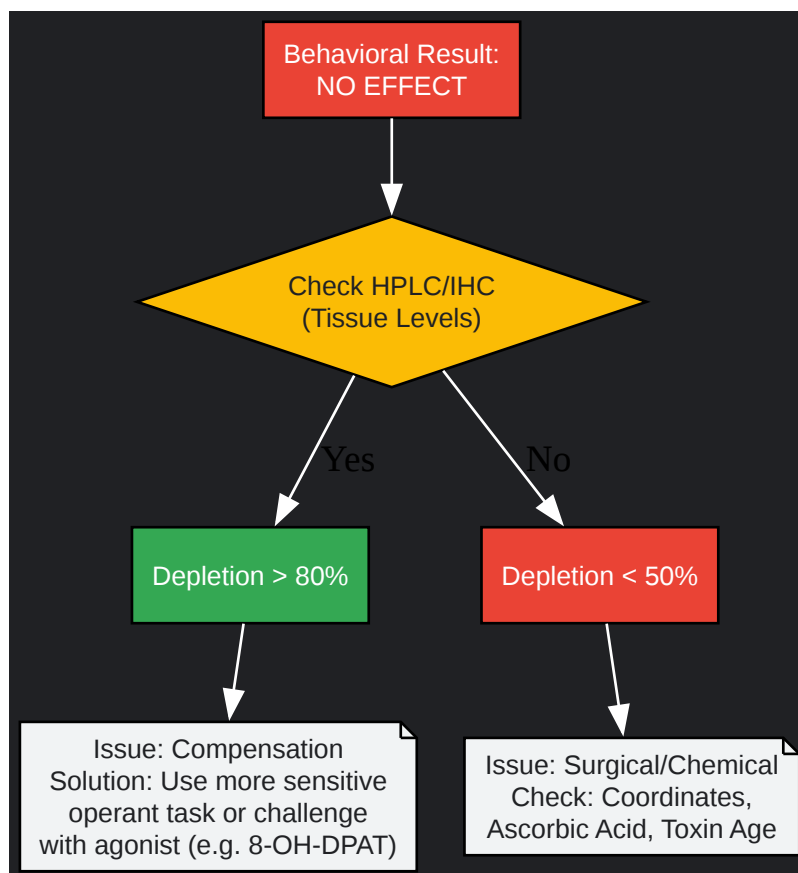 Behavioral Result:
NO EFFECT
Check HPLC/IHC
(Tissue Levels)
Yes
No
Depletion > 80%
Depletion < 50%
Issue: Compensation
Solution: Use more sensitive
operant task or challenge
with agonist (e.g. 8-OH-DPAT)
Issue: Surgical/Chemical
Check: Coordinates,
Ascorbic Acid, Toxin Age